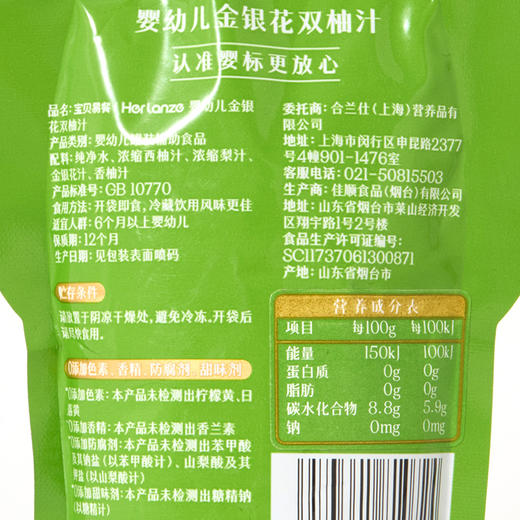 婴幼儿金银花双柚汁
认准婴标更放心
品名：宝贝易餐 Herlanze 婴幼儿金银
花双柚汁
产品类别：婴幼儿罐装辅助食品
配料：纯净水、浓缩西柚汁、浓缩梨汁、
金银花汁、香柚汁
产品标准号：GB 10770
食用方法：开袋即食，冷藏饮用风味更佳
适宜人群：6个月以上婴幼儿
保质期：12个月
生产日期：见包装表面喷码
贮存条件
请放置于阴凉干燥处，避免冷冻。开袋后
请尽快食用。
0添加色素、香精、防腐剂、甜味剂
*0添加色素：本产品未检测出柠檬黄、日
落黄
*0添加香精：本产品未检测出香兰素
*0添加防腐剂：本产品未检测出苯甲酸
及其钠盐（以苯甲酸计）、山梨酸及其
钾盐（以山梨酸计）
*0添加甜味剂：本产品未检测出糖精钠
（以糖精计）
委托商：合兰仕（上海）营养品有
限公司
地址：上海市闵行区申昆路2377
号4幢901-1476室
客服电话：021-50815503
生产商：佳顺食品（烟台）有限公司
地址：山东省烟台市莱山经济开发
区翔宇路1号2号楼
食品生产许可证编号：
SC11737061300871
产地：山东省烟台市
营养成分表
项目 每100g 每100kJ
能量 150kJ 100kJ
蛋白质 0g 0g
脂肪 0g 0g
碳水化合物 8.8g 5.9g
钠 0mg 0mg